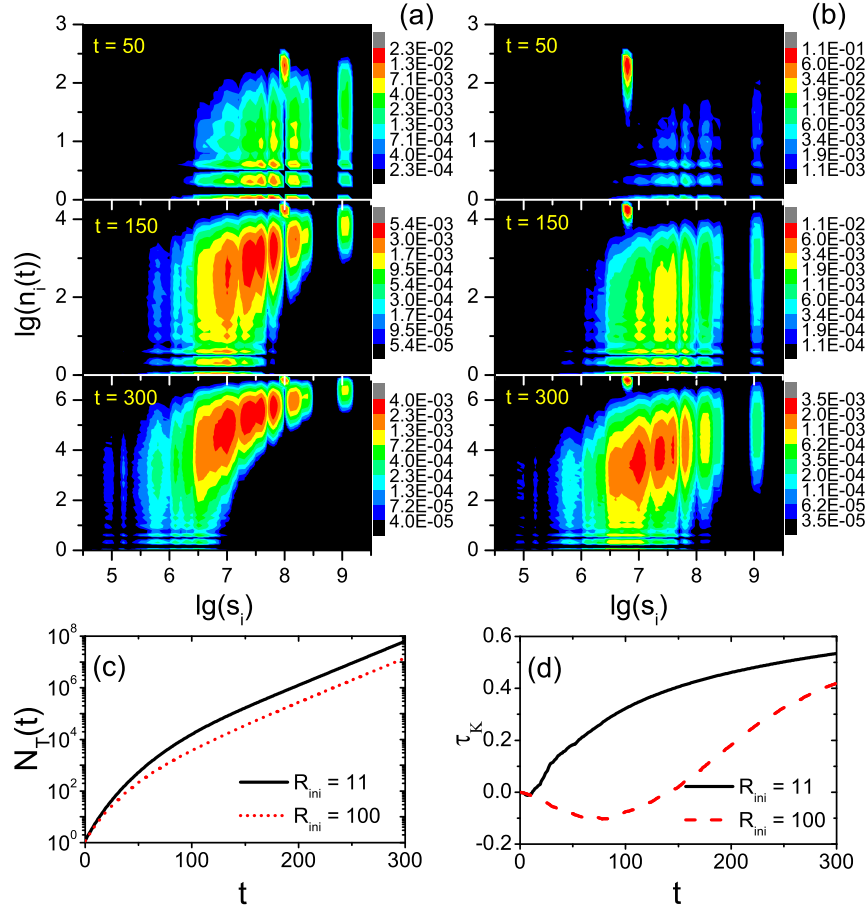 (a)
(b)
t = 50
3
2
1
0
2.3E-02
1.3E-02
7.1E-03
4.0E-03
2.3E-03
1.3E-03
7.1E-04
4.0E-04
2.3E-04
t = 50
3
2
1
0
1.1E-01
6.0E-02
3.4E-02
1.9E-02
1.1E-02
6.0E-03
3.4E-03
1.9E-03
1.1E-03
lg(n_i(t))
t = 150
4
2
0
5.4E-03
3.0E-03
1.7E-03
9.5E-04
5.4E-04
3.0E-04
1.7E-04
9.5E-05
5.4E-05
t = 150
4
2
0
1.1E-02
6.0E-03
3.4E-03
1.9E-03
1.1E-03
6.0E-04
3.4E-04
1.9E-04
1.1E-04
t = 300
6
4
2
0
4.0E-03
2.3E-03
1.3E-03
7.2E-04
4.0E-04
2.3E-04
1.3E-04
7.2E-05
4.0E-05
t = 300
6
4
2
0
3.5E-03
2.0E-03
1.1E-03
6.2E-04
3.5E-04
2.0E-04
1.1E-04
6.2E-05
3.5E-05
5 6 7 8 9
lg(s_i)
5 6 7 8 9
lg(s_i)
(c)
N_T(t)
10^8
10^6
10^4
10^2
10^0
R_ini = 11
R_ini = 100
0 100 200 300
t
(d)
τ_K
0.6
0.4
0.2
0.0
-0.2
R_ini = 11
R_ini = 100
0 100 200 300
t